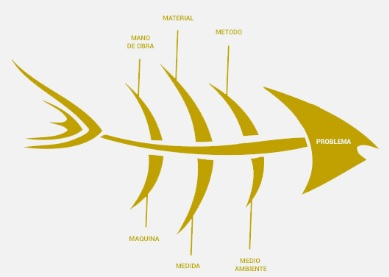 MATERIAL
MANO
DE OBRA
METODO
PROBLEMA
MAQUINA
MEDIDA
MEDIO
AMBIENTE